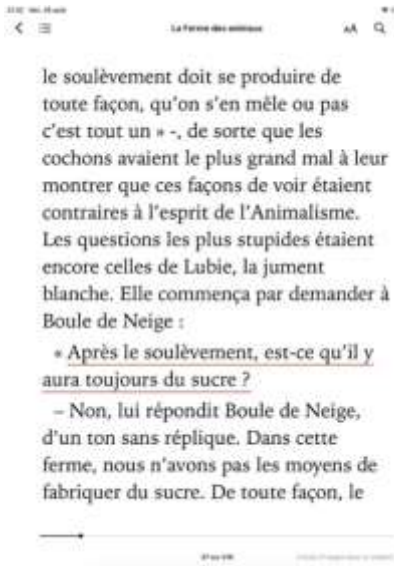 La Ferme des animaux
AA
le soulèvement doit se produire de
toute façon, qu'on s'en mêle ou pas
c'est tout un » -, de sorte que les
cochons avaient le plus grand mal à leur
montrer que ces façons de voir étaient
contraires à l'esprit de l'Animalisme.
Les questions les plus stupides étaient
encore celles de Lubie, la jument
blanche. Elle commença par demander à
Boule de Neige :
« Après le soulèvement, est-ce qu'il y
aura toujours du sucre ?
– Non, lui répondit Boule de Neige,
d'un ton sans réplique. Dans cette
ferme, nous n'avons pas les moyens de
fabriquer du sucre. De toute façon, le